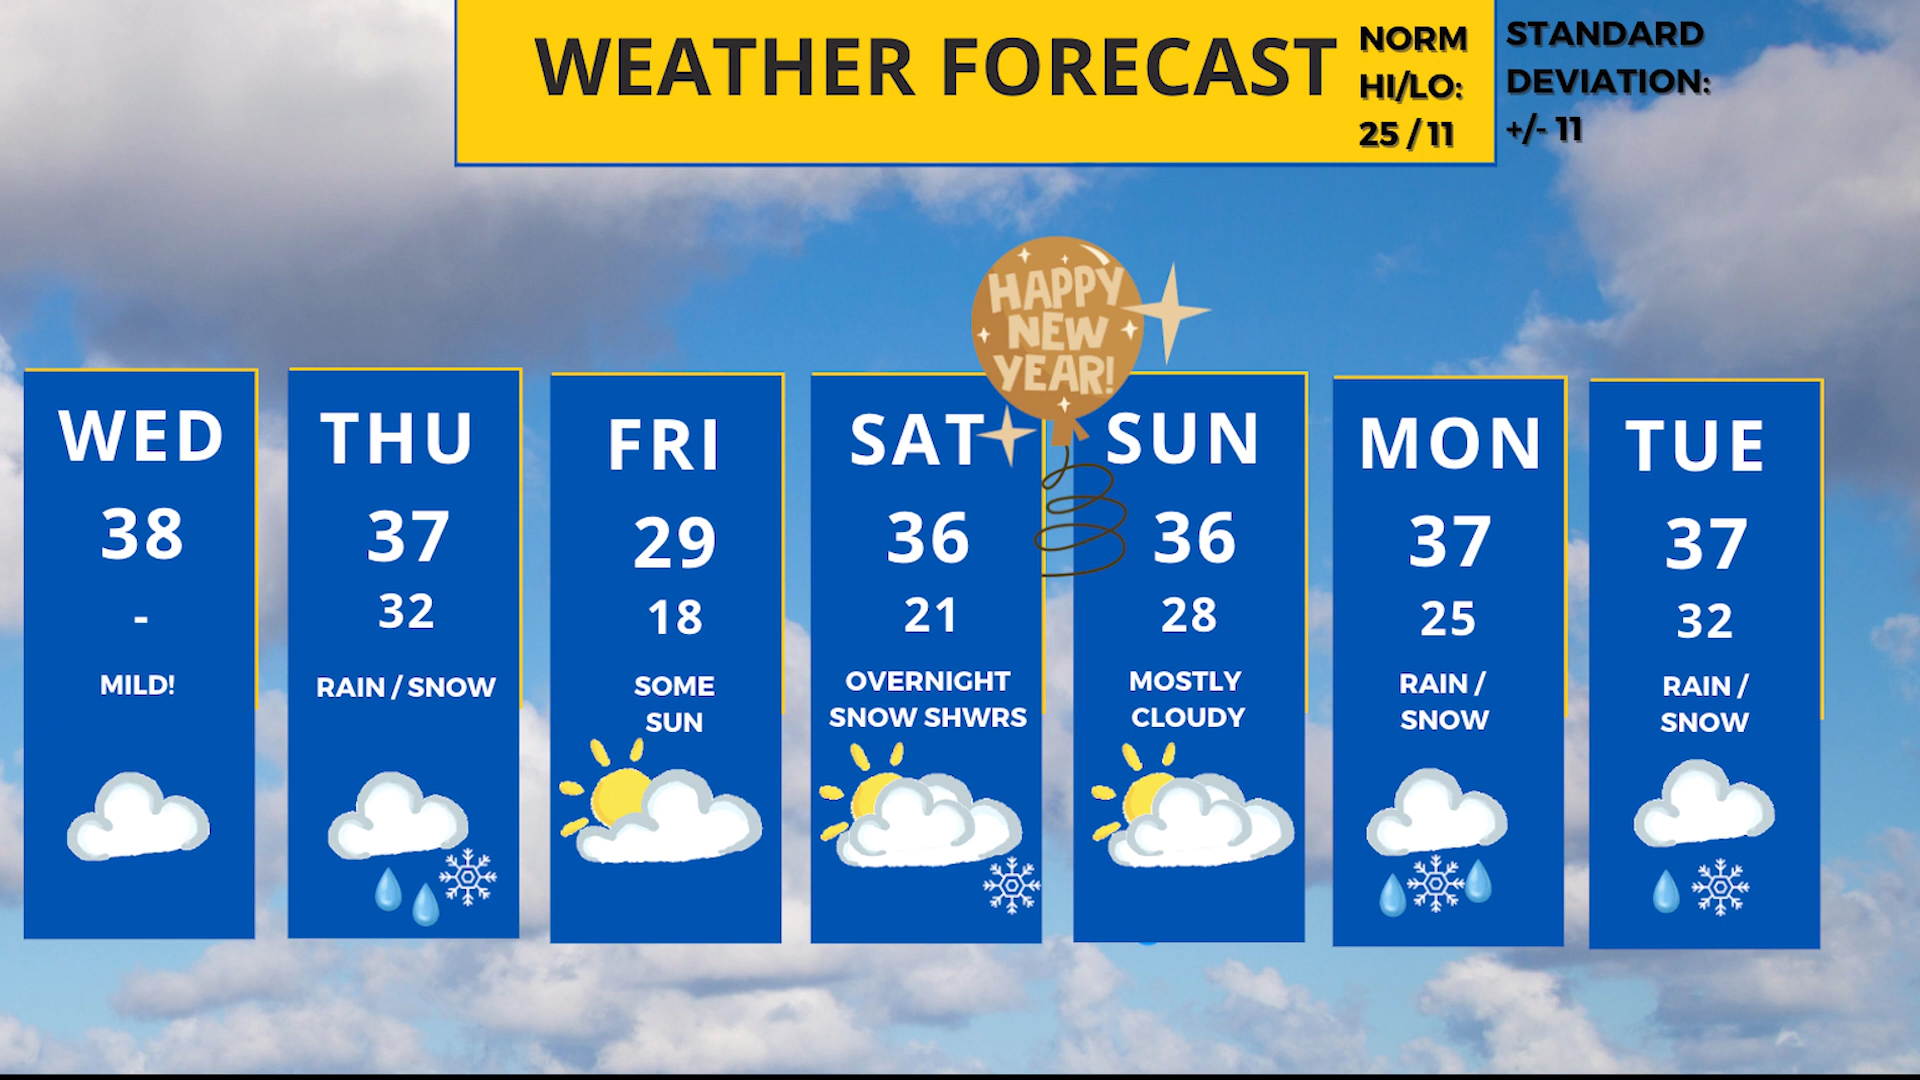 WEATHER FORECAST
NORM
HI/LO:
25 / 11
STANDARD
DEVIATION:
+/- 11
HAPPY
NEW
YEAR!
WED
38
-
MILD!
THU
37
32
RAIN / SNOW
FRI
29
18
SOME
SUN
SAT
36
21
OVERNIGHT
SNOW SHWRS
SUN
36
28
MOSTLY
CLOUDY
MON
37
25
RAIN /
SNOW
TUE
37
32
RAIN /
SNOW